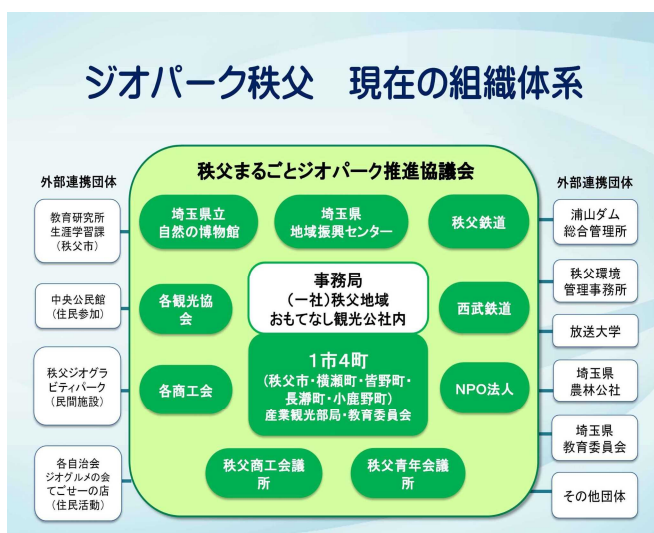 ジオパーク秩父　現在の組織体系
外部連携団体
教育研究所
生涯学習課
(秩父市)
中央公民館
(住民参加)
秩父ジオグラ
ビティパーク
(民間施設)
各自治会
ジオグルメの会
てごせーの店
(住民活動)
秩父まるごとジオパーク推進協議会
埼玉県立
自然の博物館
埼玉県
地域振興センター
秩父鉄道
各観光協
会
事務局
(一社)秩父地域
おもてなし観光公社内
西武鉄道
各商工会
1市4町
(秩父市・横瀬町・皆野町・
長瀞町・小鹿野町)
産業観光部局・教育委員会
NPO法人
秩父商工会議
所
秩父青年会議
所
外部連携団体
浦山ダム
総合管理所
秩父環境
管理事務所
放送大学
埼玉県
農林公社
埼玉県
教育委員会
その他団体